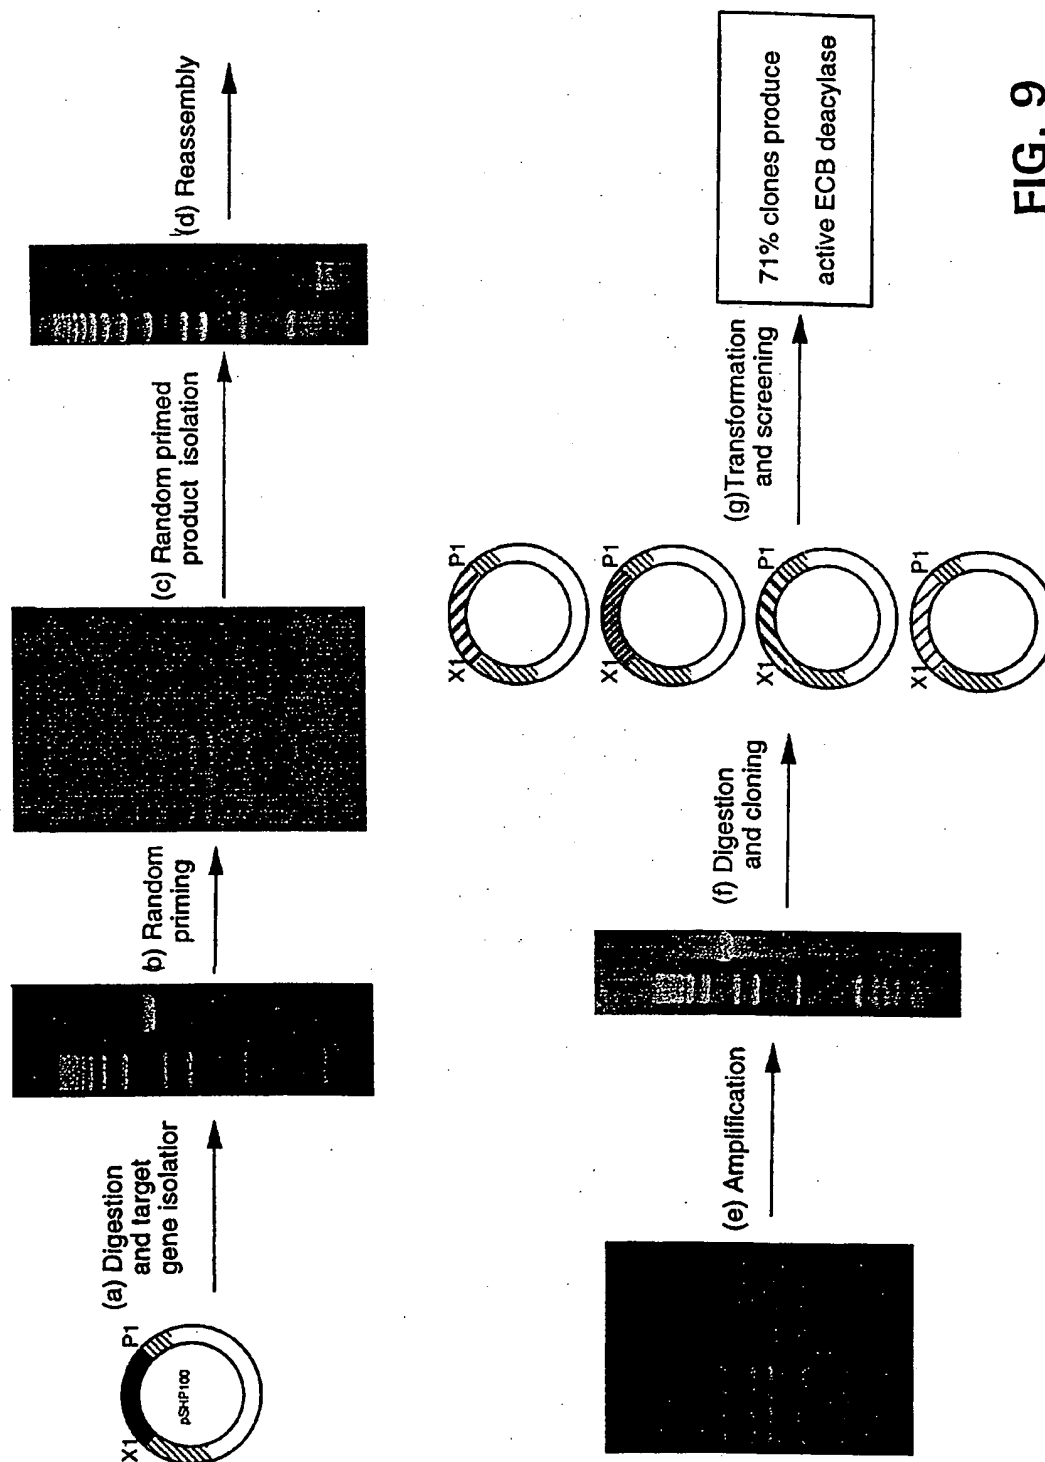 X1
P1
pSHP100
(a) Digestion
and target
gene isolatior
b) Random
priming
(c) Random primed
product isolation
(d) Reassembly
(e) Amplification
(f) Digestion
and cloning
X1
P1
X1
P1
X1
P1
X1
P1
(g)Transformation
and screening
71% clones produce
active ECB deacylase
FIG. 9